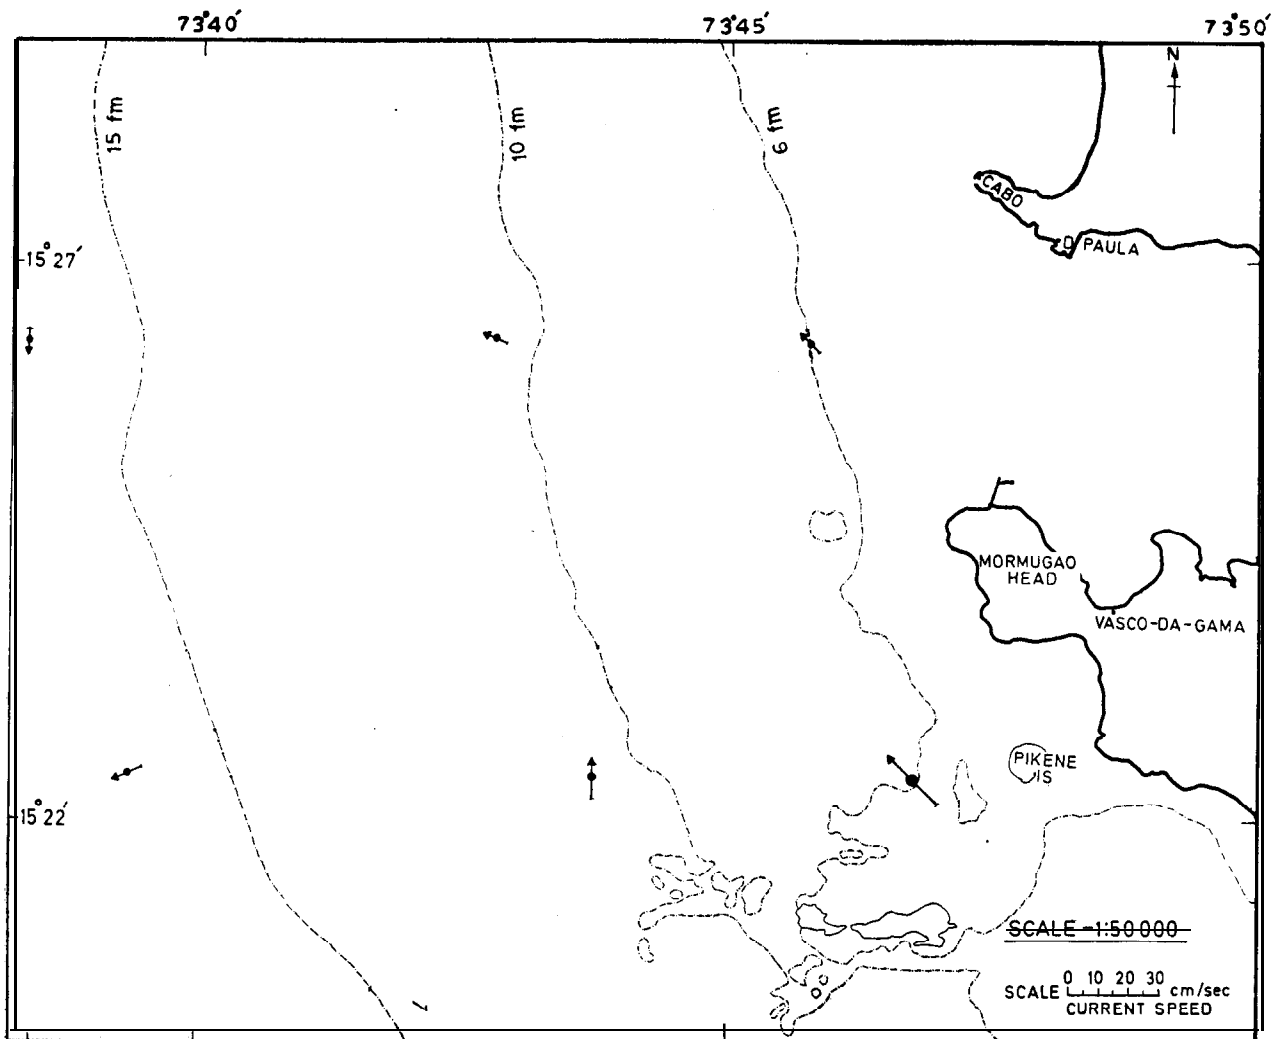 73°40′
73°45′
73°50′
N
15 fm
10 fm
6 fm
CABO
D PAULA
15°27′
MORMUGAO
HEAD
VASCO-DA-GAMA
PIKENE
IS
15°22′
SCALE -1:50 000
0 10 20 30
SCALE cm/sec
CURRENT SPEED